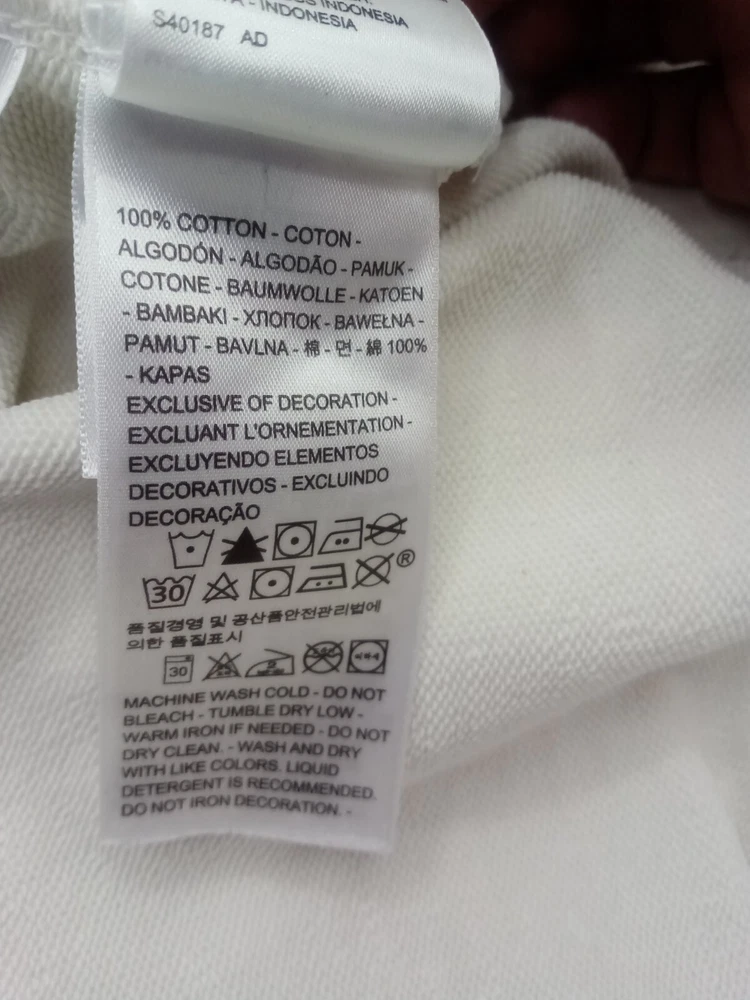 INDONESIA
- INDONESIA
S40187 AD
100% COTTON - COTON -
ALGODÓN - ALGODÃO - PAMUK -
COTONE - BAUMWOLLE - KATOEN
- BAMBAKI - ХЛОПОК - BAWEŁNA -
PAMUT - BAVLNA - 棉 - 면 - 綿 100%
- KAPAS
EXCLUSIVE OF DECORATION -
EXCLUANT L'ORNEMENTATION -
EXCLUYENDO ELEMENTOS
DECORATIVOS - EXCLUINDO
DECORAÇÃO
30 ®
품질경영 및 공산품안전관리법에
의한 품질표시
30
MACHINE WASH COLD - DO NOT
BLEACH - TUMBLE DRY LOW -
WARM IRON IF NEEDED - DO NOT
DRY CLEAN. - WASH AND DRY
WITH LIKE COLORS. LIQUID
DETERGENT IS RECOMMENDED.
DO NOT IRON DECORATION. -